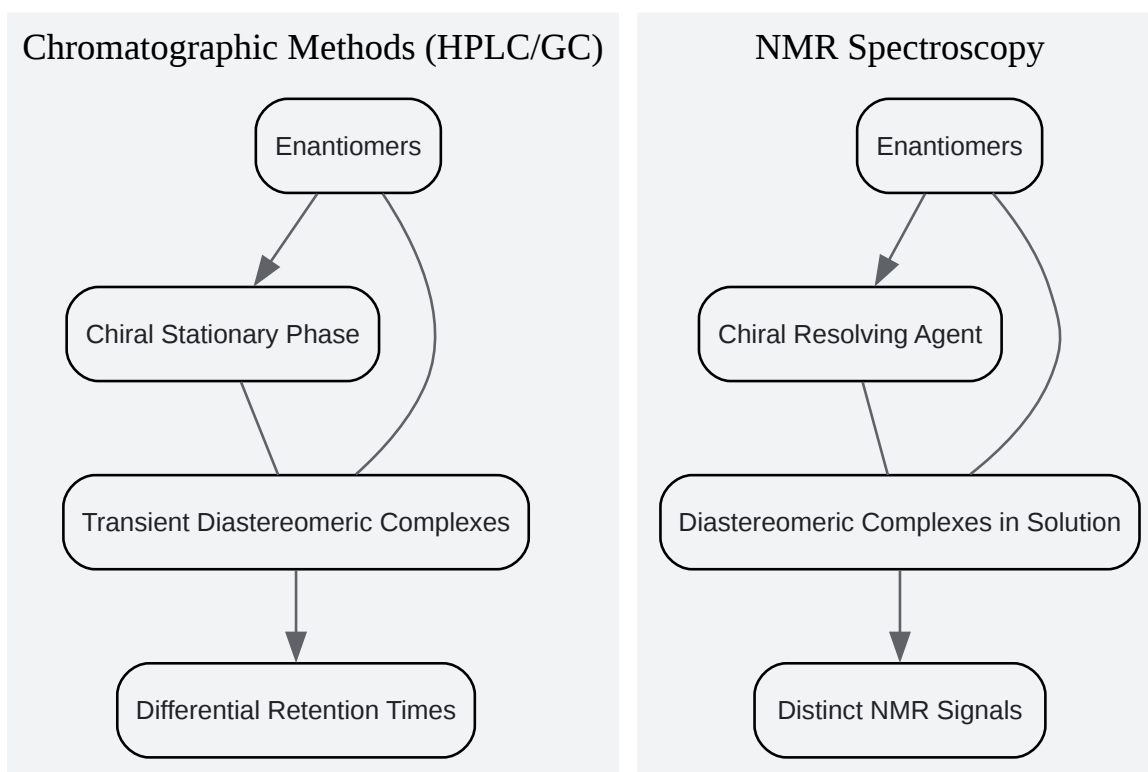 Chromatographic Methods (HPLC/GC)
Enantiomers
Chiral Stationary Phase
Transient Diastereomeric Complexes
Differential Retention Times
NMR Spectroscopy
Enantiomers
Chiral Resolving Agent
Diastereomeric Complexes in Solution
Distinct NMR Signals